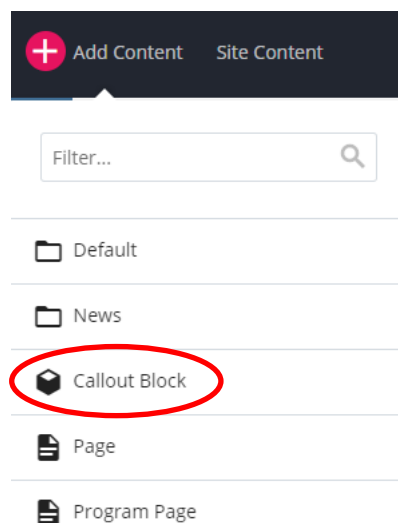 Add Content Site Content
Filter...
Default
News
Callout Block
Page
Program Page